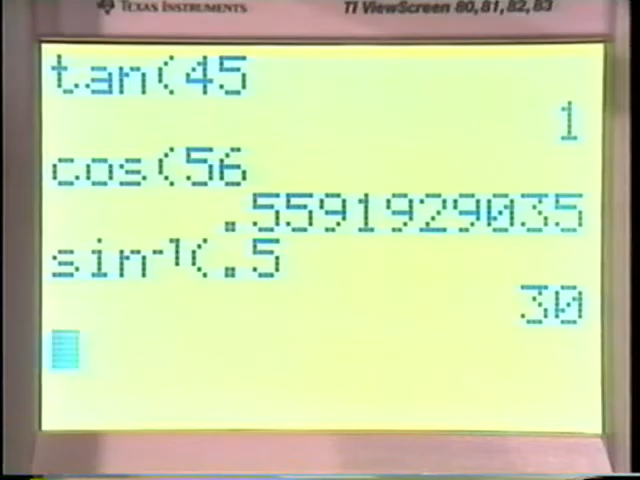 TEXAS INSTRUMENTS TI ViewScreen 80,81,82,83
tan(45
1
cos(56
.5591929035
sin⁻¹(.5
30